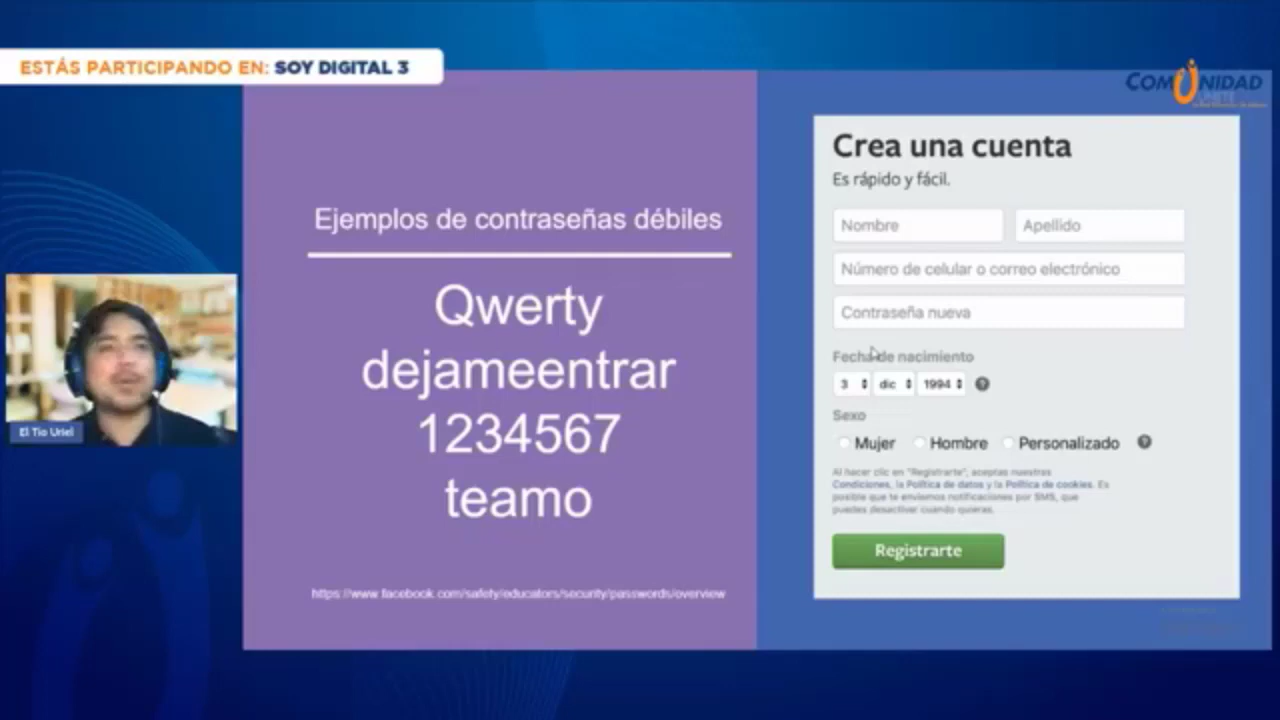 ESTÁS PARTICIPANDO EN: SOY DIGITAL 3
COMUNIDAD
Ejemplos de contraseñas débiles
Qwerty
dejameentrar
1234567
teamo
https://www.facebook.com/safety/educators/security/passwords/overview
El Tío Uriel
Crea una cuenta
Es rápido y fácil.
Nombre
Apellido
Número de celular o correo electrónico
Contraseña nueva
Fecha de nacimiento
3 dic 1994 ?
Sexo
Mujer Hombre Personalizado ?
Al hacer clic en "Registrarte", aceptas nuestras
Condiciones, la Política de datos y la Política de cookies. Es
posible que te enviemos notificaciones por SMS, que
puedes desactivar cuando quieras.
Registrarte